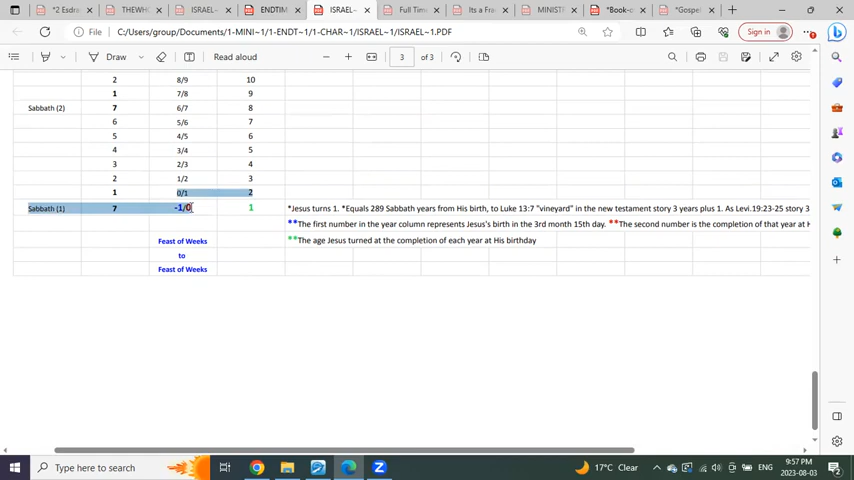 *2 Esdras
THEWHO
ISRAEL
ENDTIM
ISRAEL~
Full Time
Its a Fra
MINISTR
*Book-o
*Gospel
File
C:/Users/group/Documents/1-MINI~1/1-ENDT~1/1-CHAR~1/ISRAEL~1/ISRAEL~1.PDF
Sign in
Draw
Read aloud
3 of 3
2 8/9 10
1 7/8 9
Sabbath (2) 7 6/7 8
6 5/6 7
5 4/5 6
4 3/4 5
3 2/3 4
2 1/2 3
1 0/1 2
Sabbath (1) 7 -1/0 1 *Jesus turns 1. *Equals 289 Sabbath years from His birth, to Luke 13:7 "vineyard" in the new testament story 3 years plus 1. As Levi.19:23-25 story 3
**The first number in the year column represents Jesus's birth in the 3rd month 15th day. **The second number is the completion of that year at H
**The age Jesus turned at the completion of each year at His birthday
Feast of Weeks
to
Feast of Weeks
Type here to search
17°C Clear
ENG
9:57 PM
2023-08-03
2